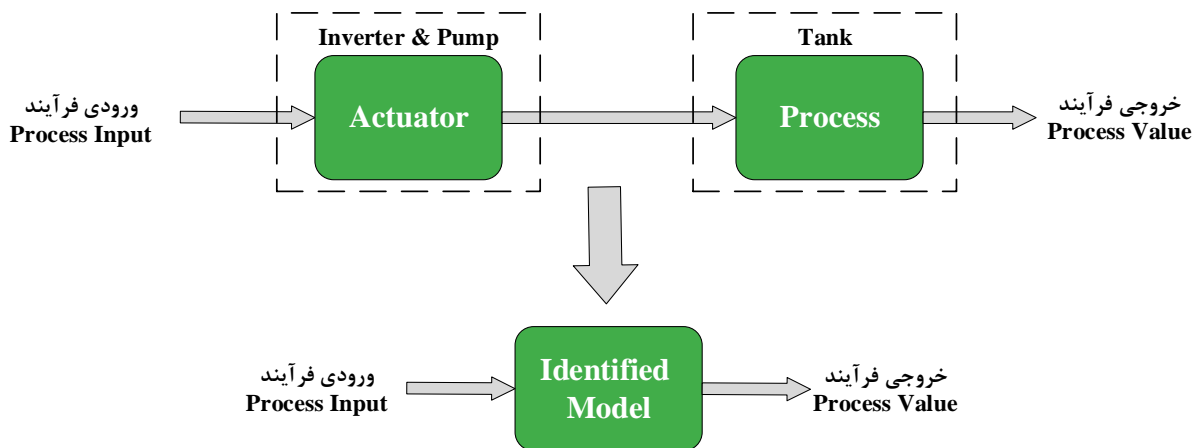 Inverter & Pump
Tank
ورودی فرآیند
Process Input
Actuator
Process
خروجی فرآیند
Process Value
ورودی فرآیند
Process Input
Identified
Model
خروجی فرآیند
Process Value